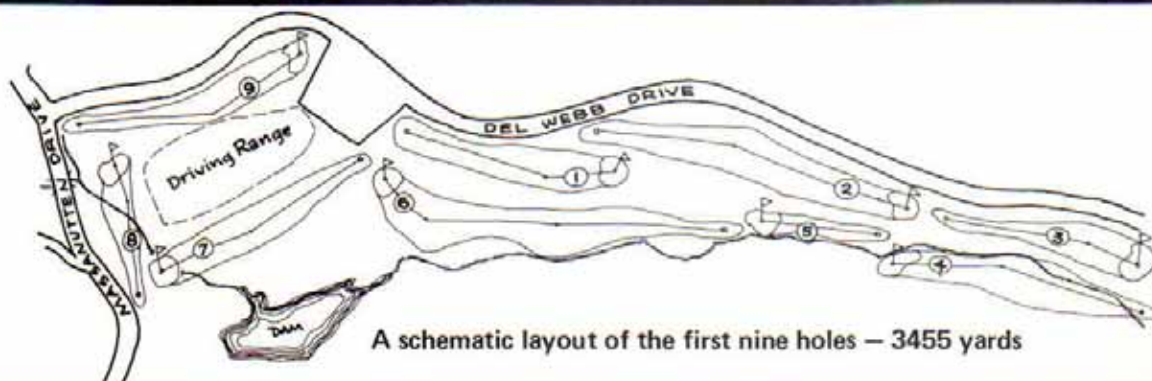 DEL WEBB DRIVE
MASSANUTTEN DRIVE
Driving Range
DAM
1
2
3
4
5
6
7
8
9
A schematic layout of the first nine holes — 3455 yards